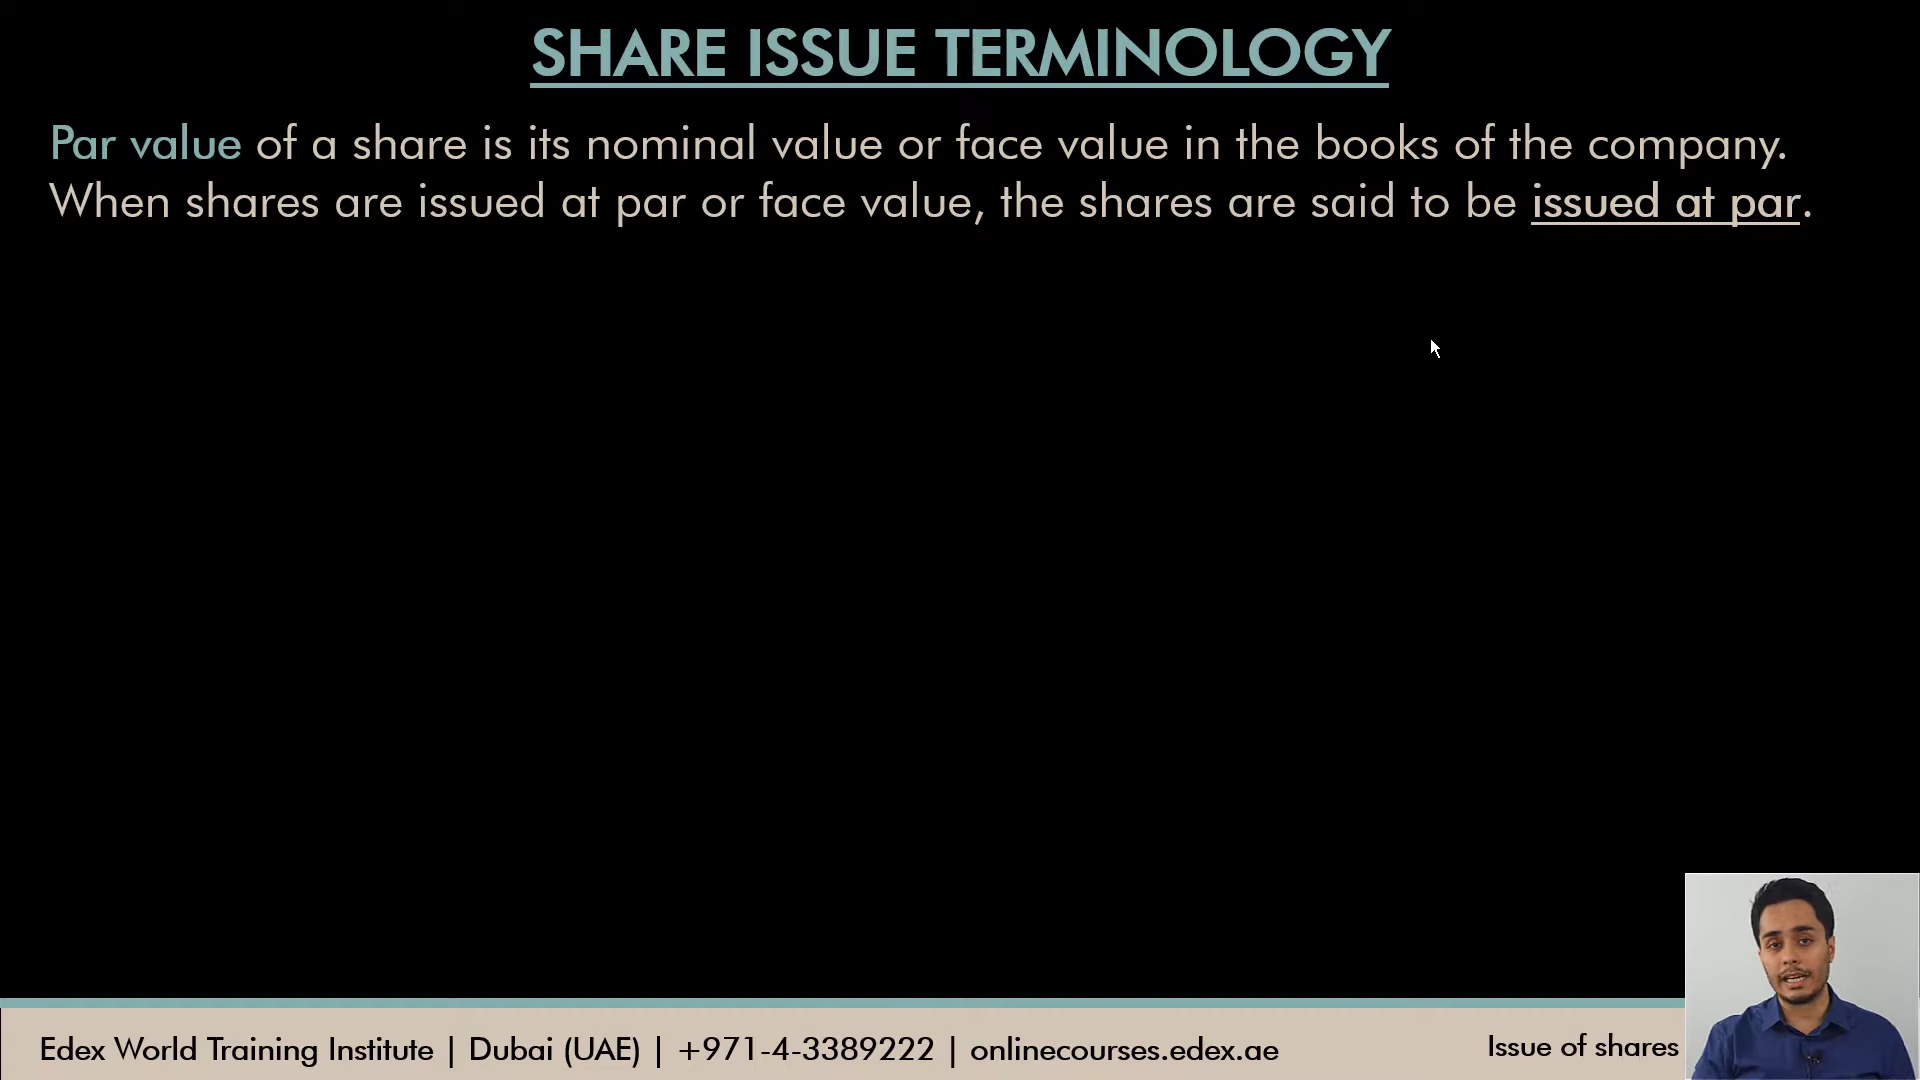 SHARE ISSUE TERMINOLOGY
Par value of a share is its nominal value or face value in the books of the company.
When shares are issued at par or face value, the shares are said to be issued at par.
Edex World Training Institute | Dubai (UAE) | +971-4-3389222 | onlinecourses.edex.ae
Issue of shares